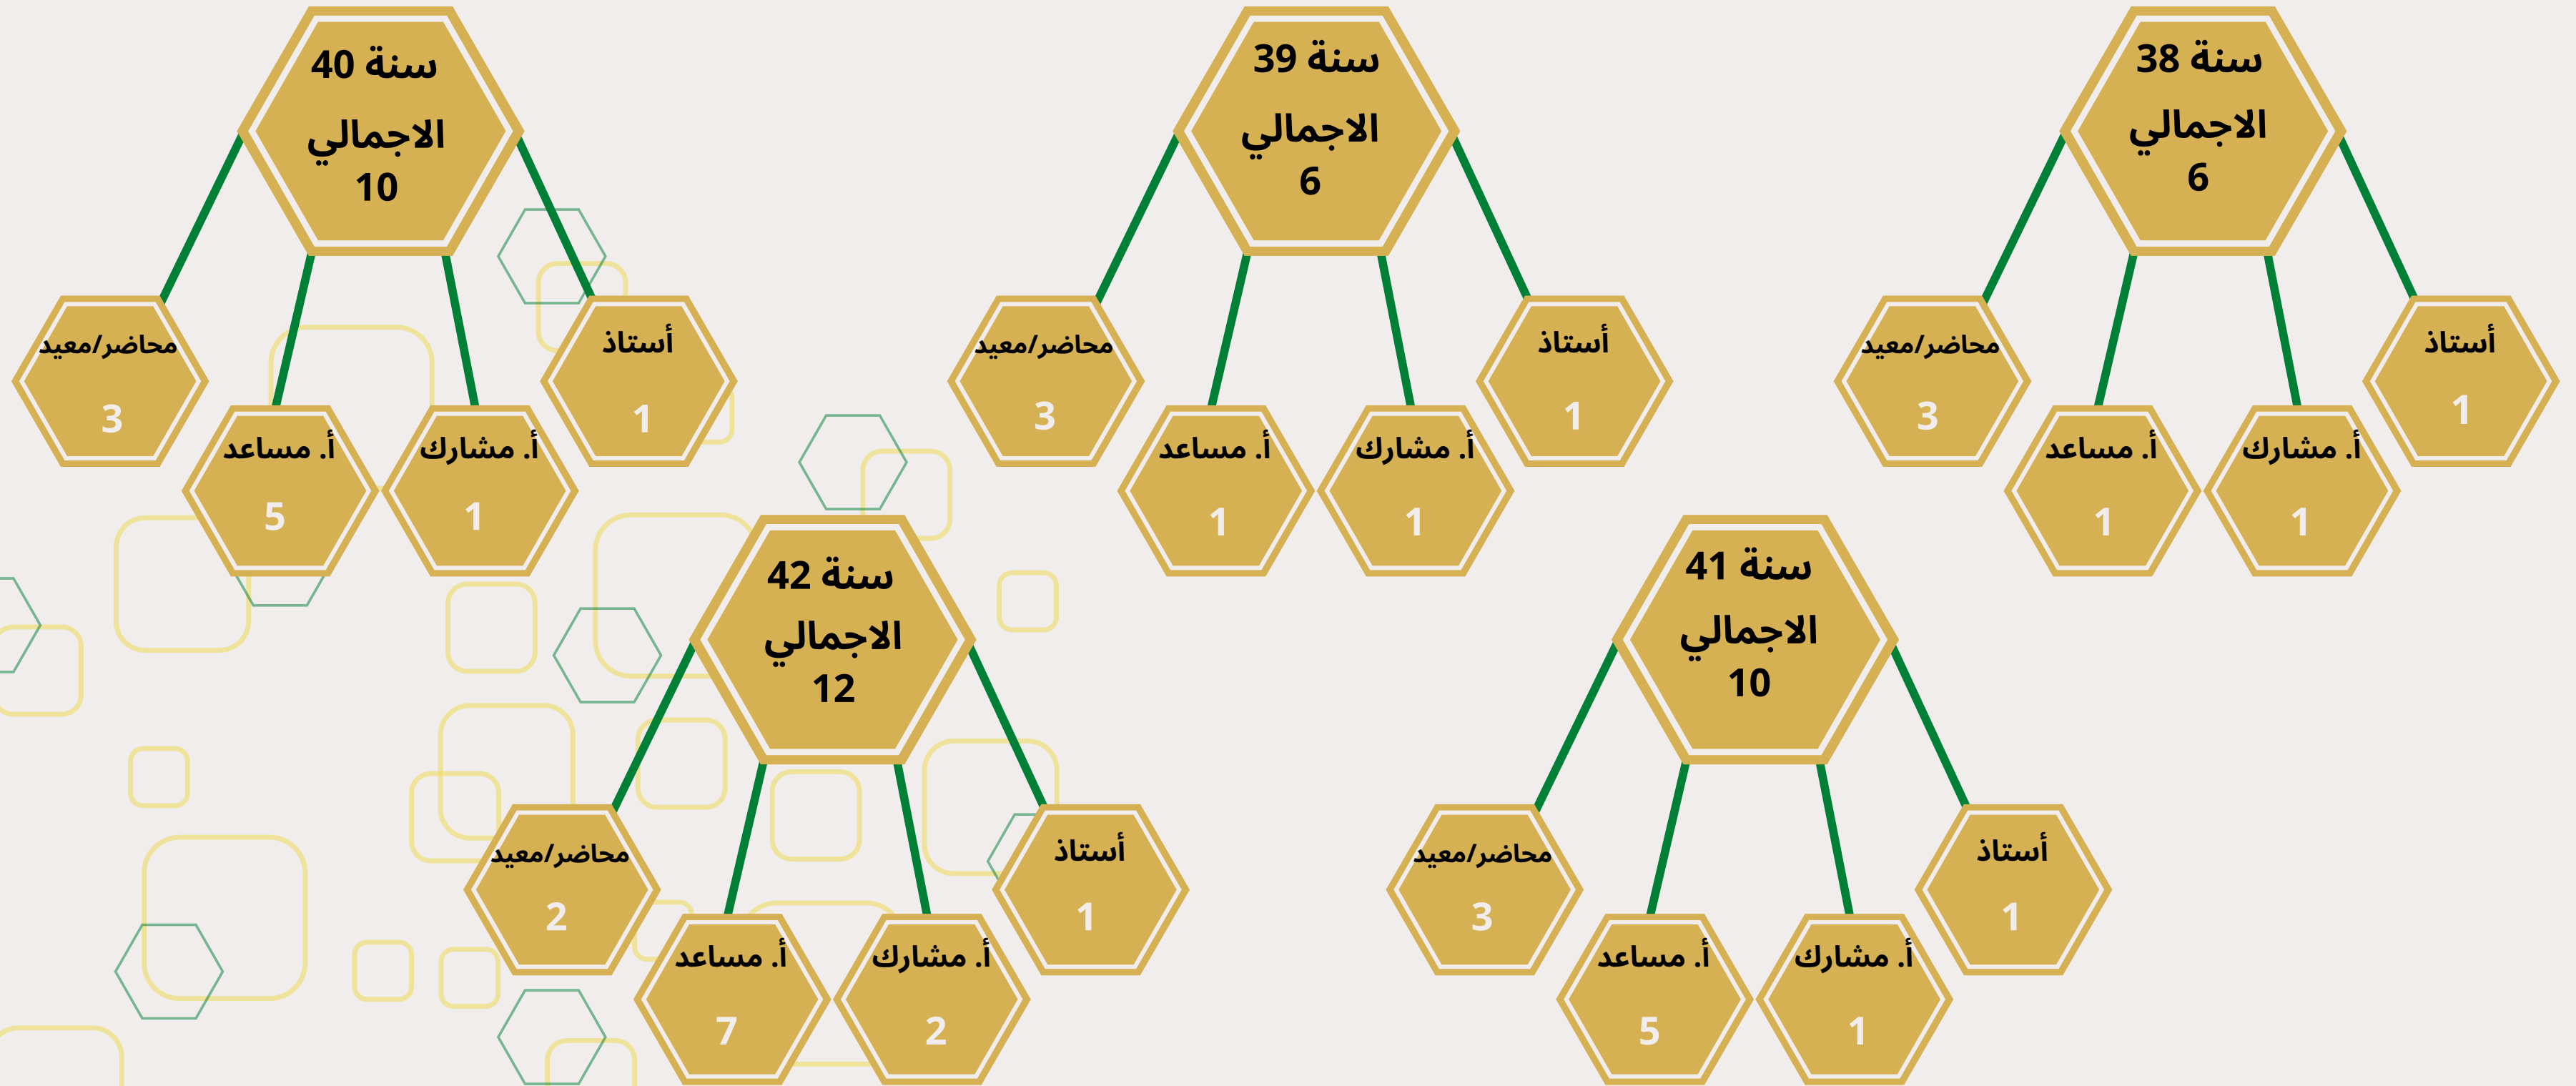 سنة 38
الاجمالي
6
أستاذ
1
أ. مشارك
1
أ. مساعد
1
محاضر/معيد
3
سنة 39
الاجمالي
6
أستاذ
1
أ. مشارك
1
أ. مساعد
1
محاضر/معيد
3
سنة 40
الاجمالي
10
أستاذ
1
أ. مشارك
1
أ. مساعد
5
محاضر/معيد
3
سنة 41
الاجمالي
10
أستاذ
1
أ. مشارك
1
أ. مساعد
5
محاضر/معيد
3
سنة 42
الاجمالي
12
أستاذ
1
أ. مشارك
2
أ. مساعد
7
محاضر/معيد
2